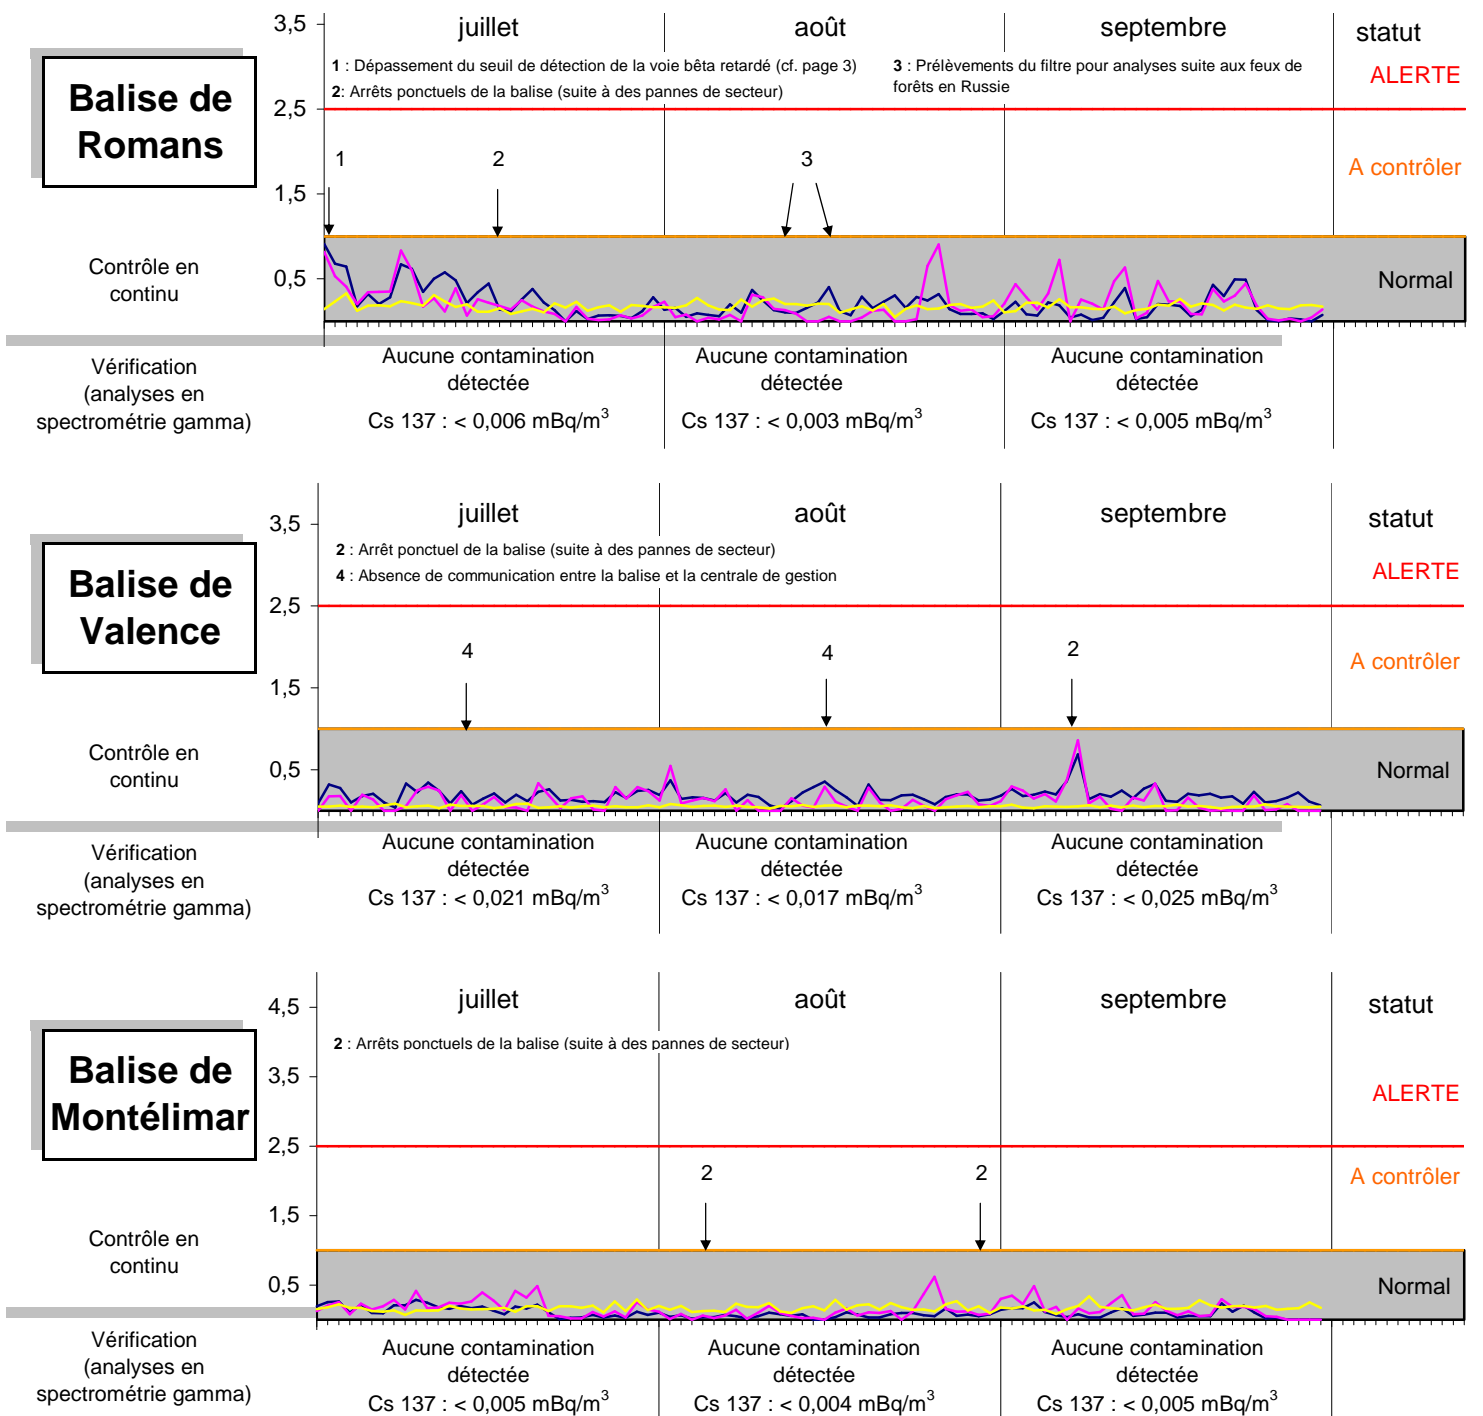 3,5
juillet
août
septembre
statut
1 : Dépassement du seuil de détection de la voie bêta retardé (cf. page 3)
2: Arrêts ponctuels de la balise (suite à des pannes de secteur)
3 : Prélèvements du filtre pour analyses suite aux feux de
forêts en Russie
ALERTE
Balise de
Romans
2,5
1
2
3
A contrôler
1,5
Contrôle en
continu
0,5
Normal
Vérification
(analyses en
spectrométrie gamma)
Aucune contamination
détectée
Cs 137 : < 0,006 mBq/m³
Aucune contamination
détectée
Cs 137 : < 0,003 mBq/m³
Aucune contamination
détectée
Cs 137 : < 0,005 mBq/m³
3,5
juillet
août
septembre
statut
2 : Arrêt ponctuel de la balise (suite à des pannes de secteur)
4 : Absence de communication entre la balise et la centrale de gestion
ALERTE
Balise de
Valence
2,5
4
4
2
A contrôler
1,5
Contrôle en
continu
0,5
Normal
Vérification
(analyses en
spectrométrie gamma)
Aucune contamination
détectée
Cs 137 : < 0,021 mBq/m³
Aucune contamination
détectée
Cs 137 : < 0,017 mBq/m³
Aucune contamination
détectée
Cs 137 : < 0,025 mBq/m³
4,5
juillet
août
septembre
statut
2 : Arrêts ponctuels de la balise (suite à des pannes de secteur)
3,5
ALERTE
Balise de
Montélimar
2,5
2
2
A contrôler
1,5
Contrôle en
continu
0,5
Normal
Vérification
(analyses en
spectrométrie gamma)
Aucune contamination
détectée
Cs 137 : < 0,005 mBq/m³
Aucune contamination
détectée
Cs 137 : < 0,004 mBq/m³
Aucune contamination
détectée
Cs 137 : < 0,005 mBq/m³